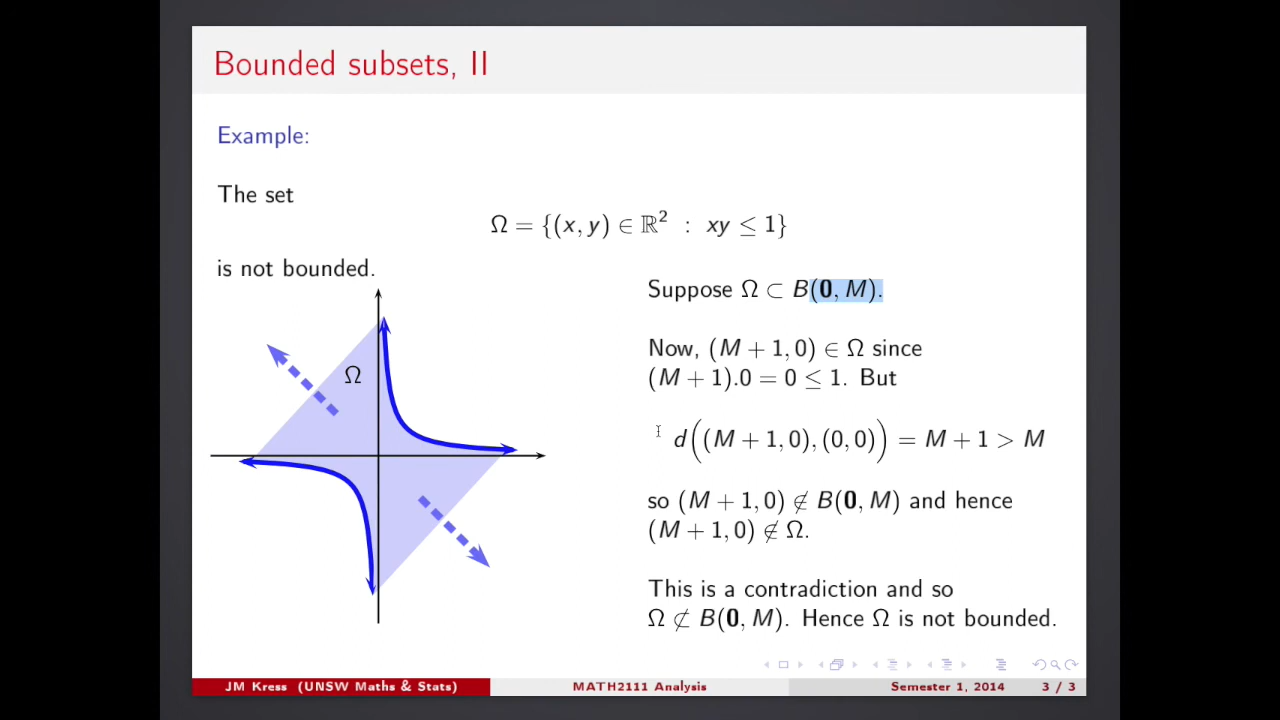 Bounded subsets, II
Example:
The set
Ω = {(x, y) ∈ ℝ² : xy ≤ 1}
is not bounded.
Ω
Suppose Ω ⊂ B(𝟎, M).
Now, (M + 1, 0) ∈ Ω since
(M + 1).0 = 0 ≤ 1. But
d((M + 1, 0), (0, 0)) = M + 1 > M
so (M + 1, 0) ∉ B(𝟎, M) and hence
(M + 1, 0) ∉ Ω.
This is a contradiction and so
Ω ⊄ B(𝟎, M). Hence Ω is not bounded.
JM Kress (UNSW Maths & Stats) MATH2111 Analysis Semester 1, 2014 3 / 3